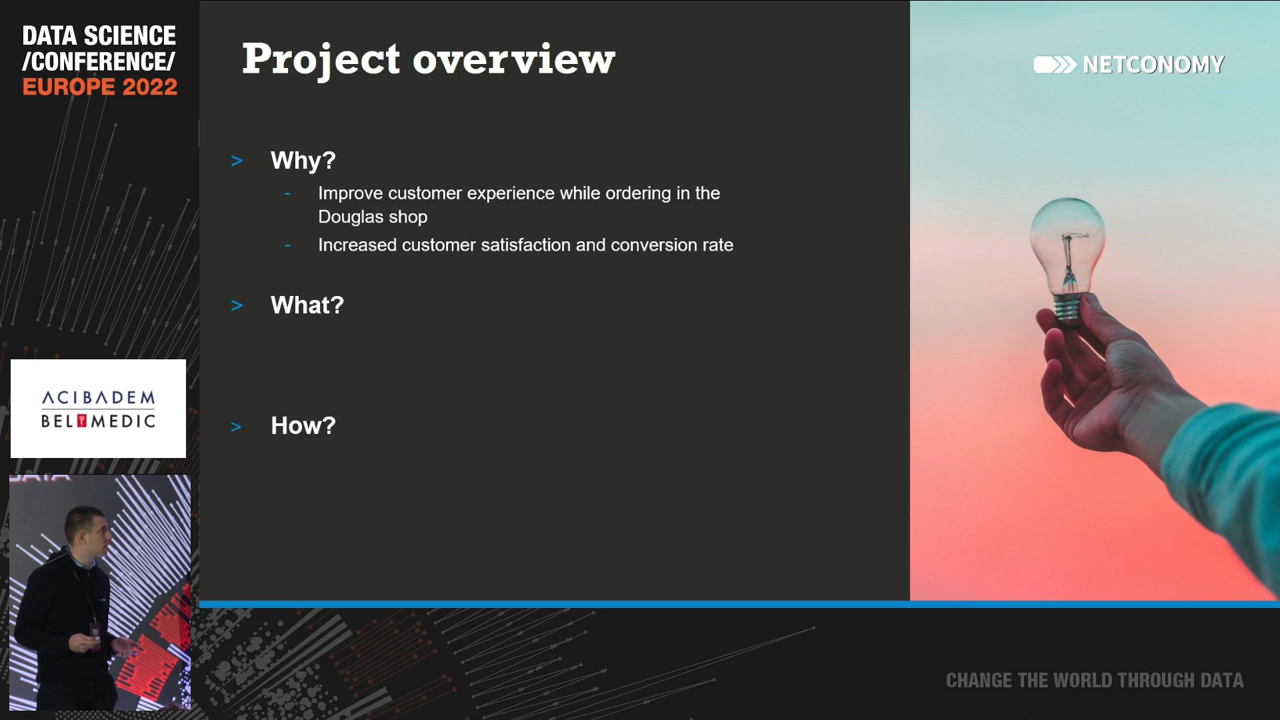 DATA SCIENCE
/CONFERENCE/
EUROPE 2022
Project overview
NETCONOMY
> Why?
- Improve customer experience while ordering in the
Douglas shop
- Increased customer satisfaction and conversion rate
> What?
> How?
ACIBADEM
BELMEDIC
DATA
CHANGE THE WORLD THROUGH DATA